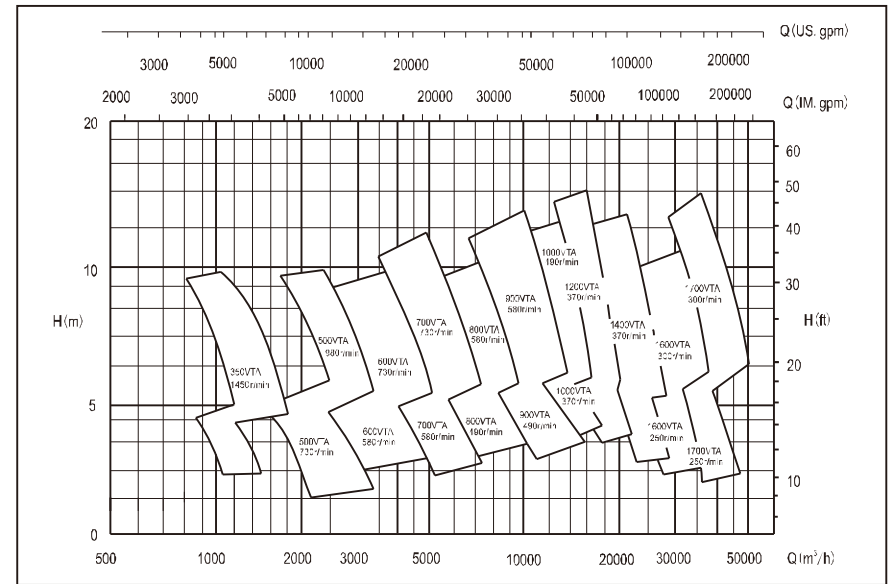 Q(US. gpm)
3000 5000 10000 20000 50000 100000 200000
2000 3000 5000 10000 20000 30000 50000 100000 200000 Q(IM. gpm)
20
10
5
0
H(m)
60
50
40
30
20
10
H(ft)
350VTA
1450r/min
500VTA
980r/min
500VTA
730r/min
600VTA
730r/min
600VTA
580r/min
700VTA
730r/min
700VTA
580r/min
800VTA
580r/min
800VTA
490r/min
900VTA
580r/min
900VTA
490r/min
1000VTA
490r/min
1000VTA
370r/min
1200VTA
370r/min
1400VTA
370r/min
1600VTA
300r/min
1600VTA
250r/min
1700VTA
300r/min
1700VTA
250r/min
500 1000 2000 3000 5000 10000 20000 30000 50000 Q(m³/h)